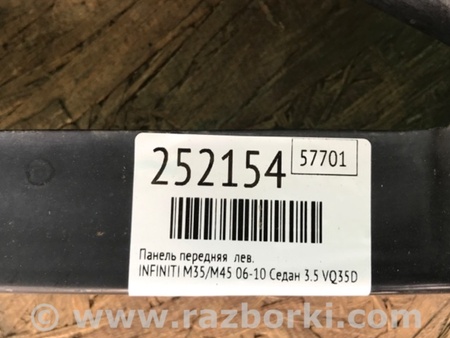 252154
57701
Панель передняя лев.
INFINITI M35/M45 06-10 Седан 3.5 VQ35D
www.razborki.com